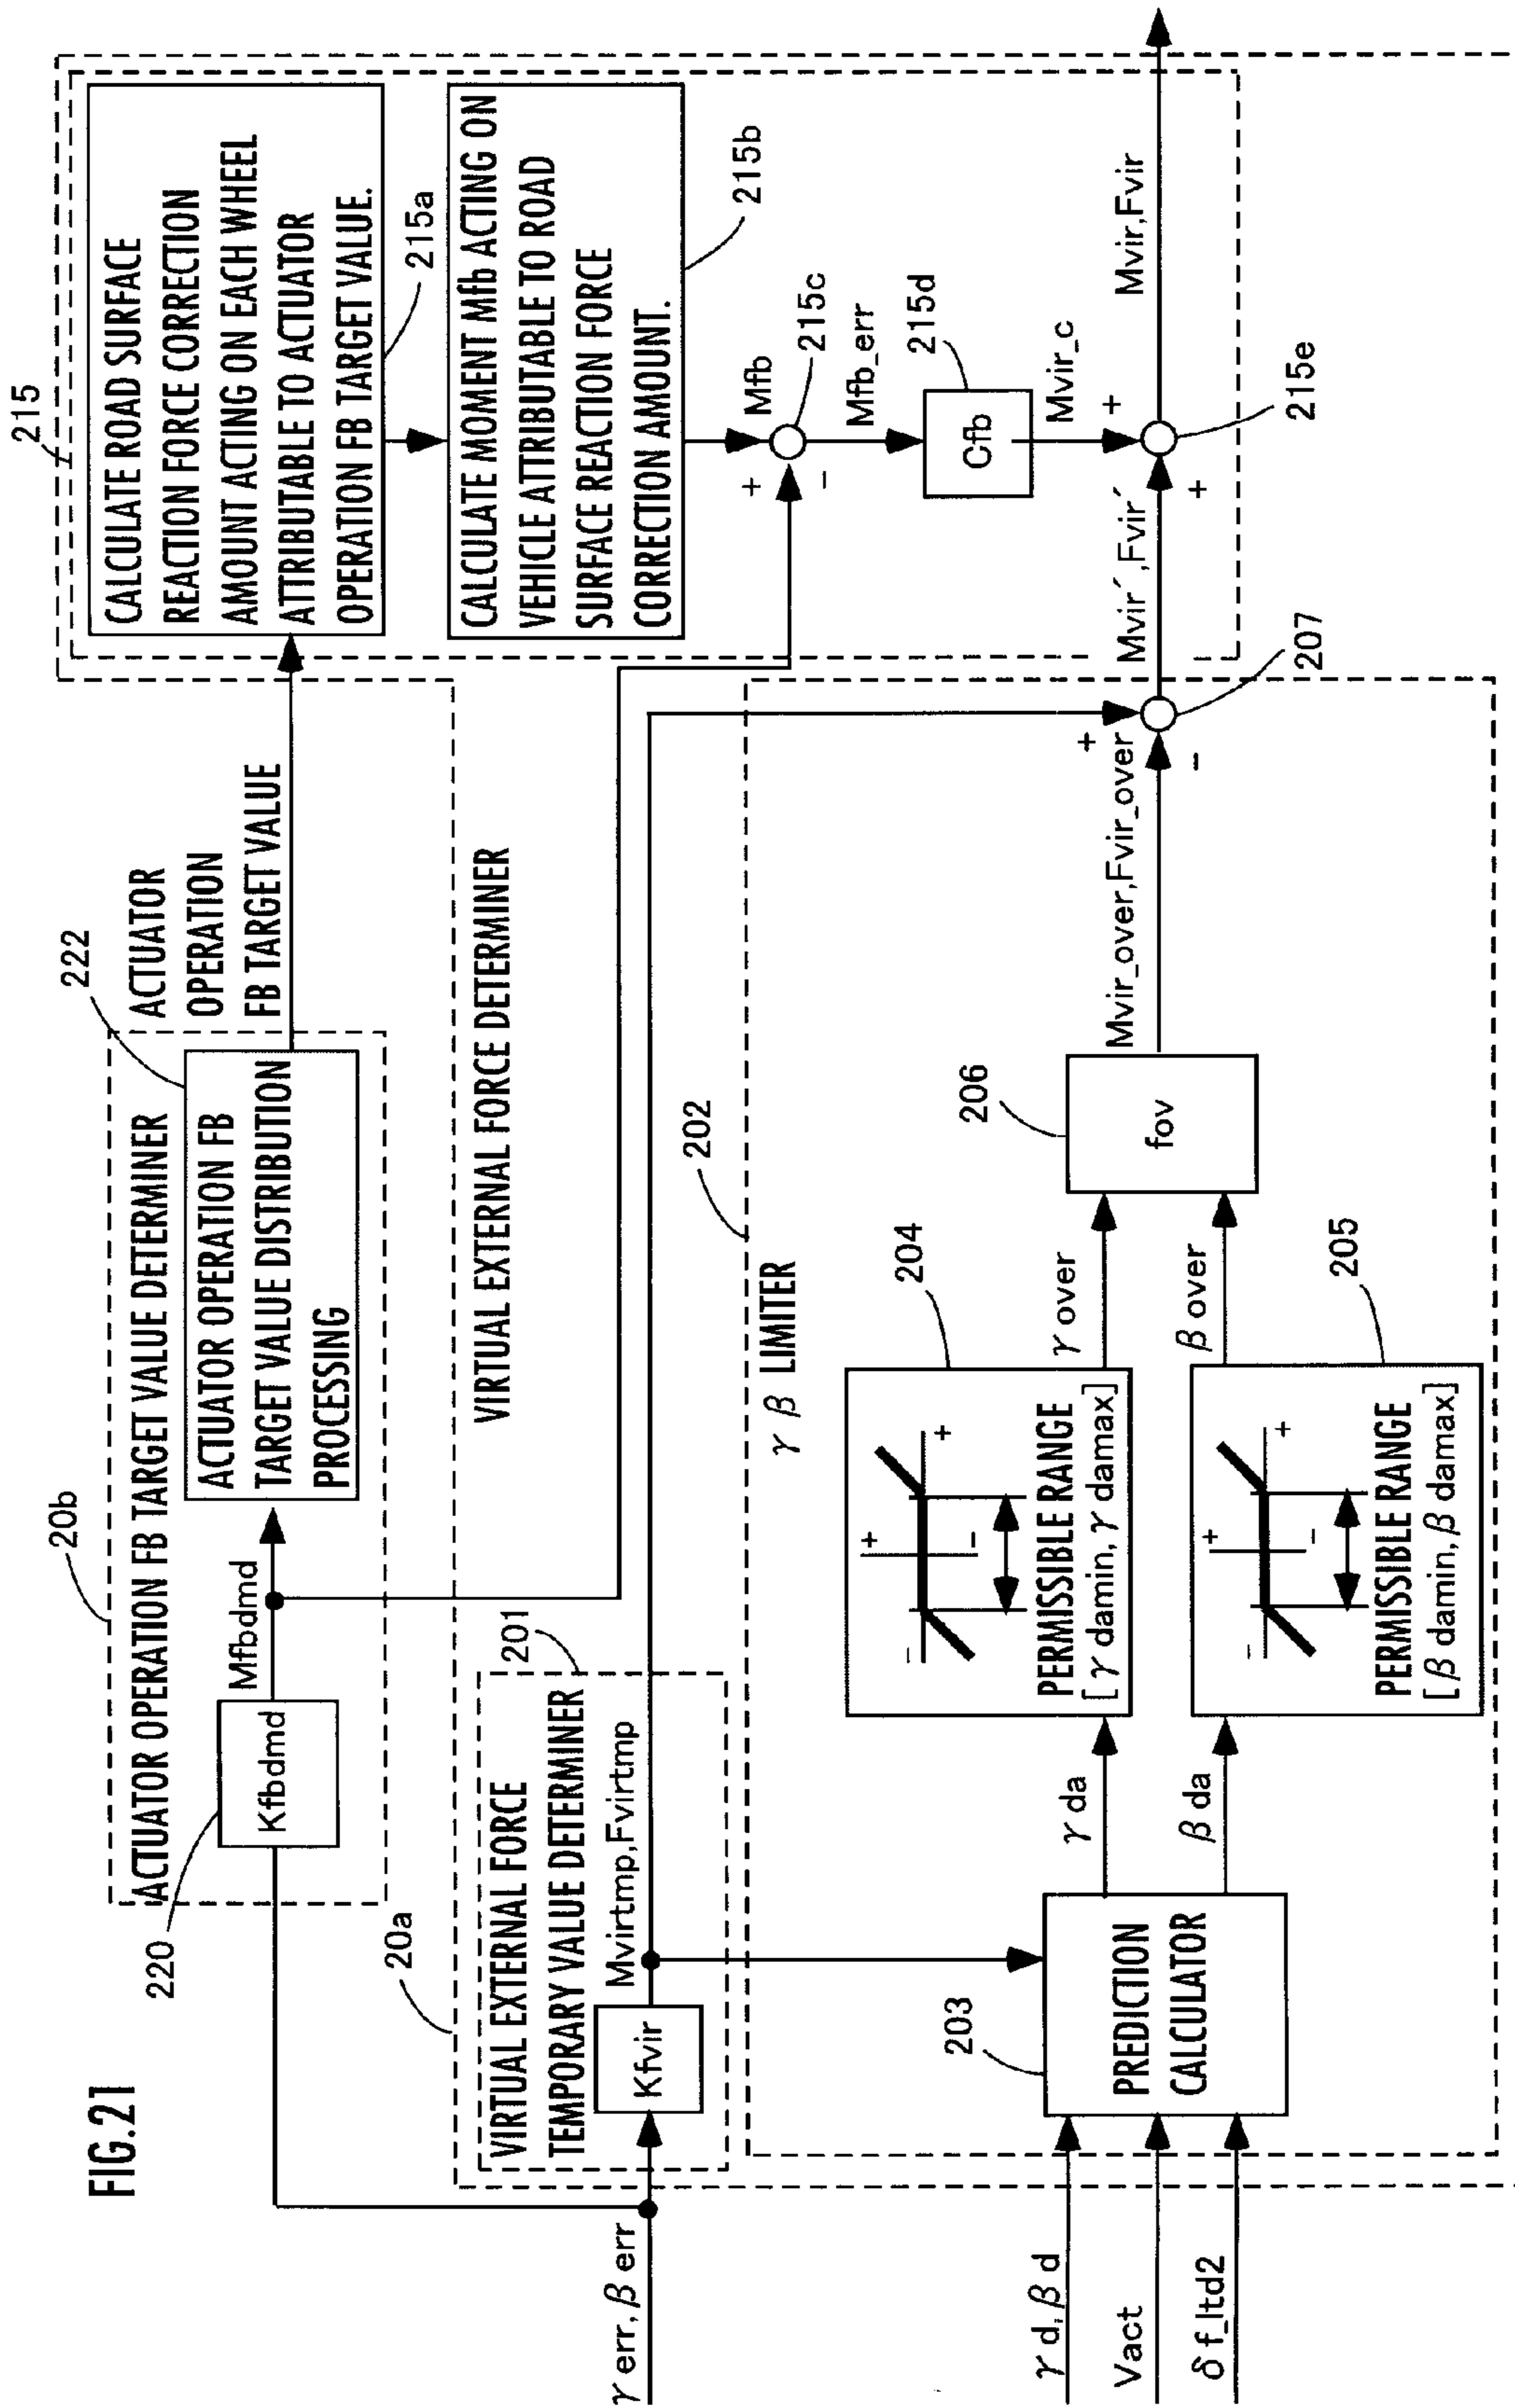 FIG.21
20b
ACTUATOR OPERATION FB TARGET VALUE DETERMINER
220
Kfbdmd
Mfbdmd
222
ACTUATOR OPERATION FB
TARGET VALUE DISTRIBUTION
PROCESSING
ACTUATOR
OPERATION
FB TARGET VALUE
215
CALCULATE ROAD SURFACE
REACTION FORCE CORRECTION
AMOUNT ACTING ON EACH WHEEL
ATTRIBUTABLE TO ACTUATOR
OPERATION FB TARGET VALUE.
215a
CALCULATE MOMENT Mfb ACTING ON
VEHICLE ATTRIBUTABLE TO ROAD
SURFACE REACTION FORCE
CORRECTION AMOUNT.
215b
Mfb
+
−
215c
Mfb_err
215d
Cfb
Mvir_c
+
+
215e
Mvir,Fvir
20a
VIRTUAL EXTERNAL FORCE DETERMINER
VIRTUAL EXTERNAL FORCE
TEMPORARY VALUE DETERMINER
201
γ err,β err
Kfvir
Mvirtmp,Fvirtmp
202
γ β LIMITER
γ d,β d
Vact
δ f_ltd2
203
PREDICTION
CALCULATOR
γ da
β da
204
+
−
−
+
PERMISSIBLE RANGE
[γ damin,γ damax]
205
+
−
−
+
PERMISSIBLE RANGE
[β damin,β damax]
γ over
β over
206
fov
Mvir_over,Fvir_over
+
−
207
Mvir´,Fvir´